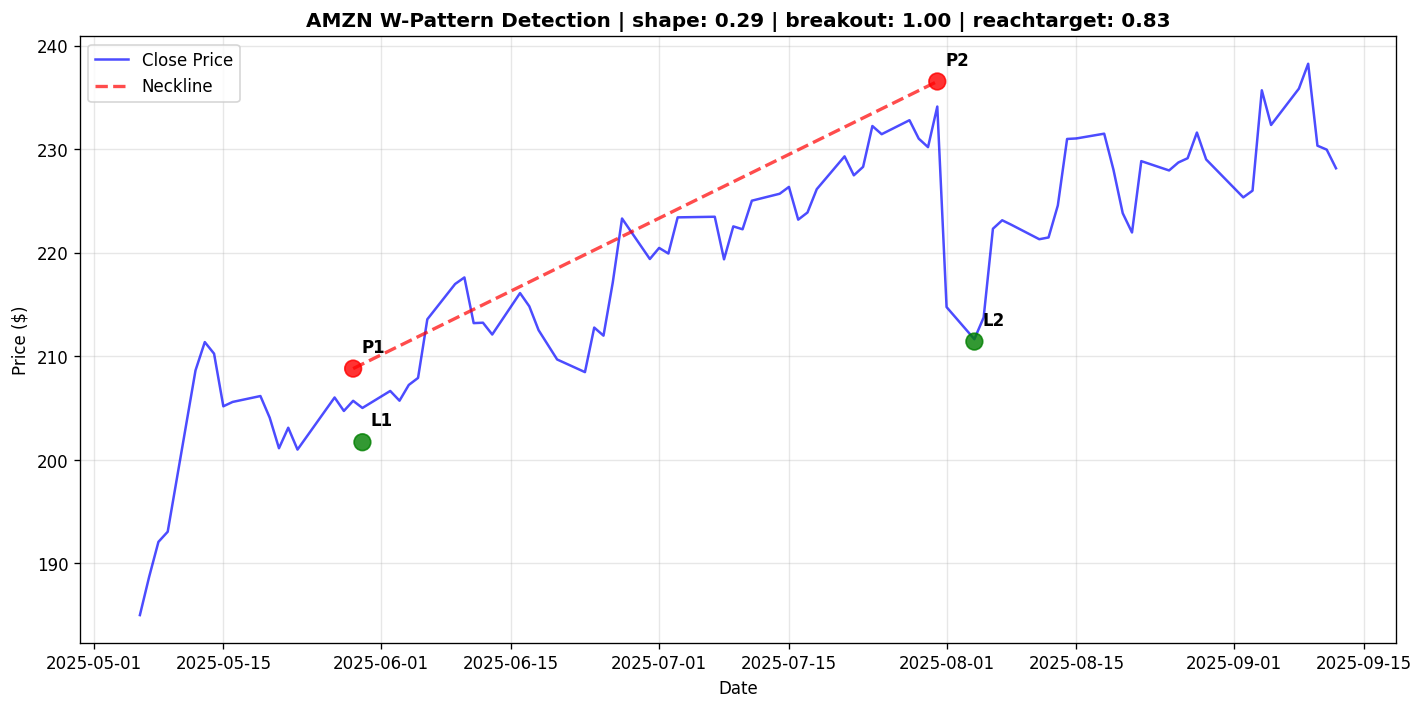 AMZN W-Pattern Detection | shape: 0.29 | breakout: 1.00 | reachtarget: 0.83
Close Price
Neckline
P1
L1
P2
L2
Price ($)
240
230
220
210
200
190
2025-05-01 2025-05-15 2025-06-01 2025-06-15 2025-07-01 2025-07-15 2025-08-01 2025-08-15 2025-09-01 2025-09-15
Date